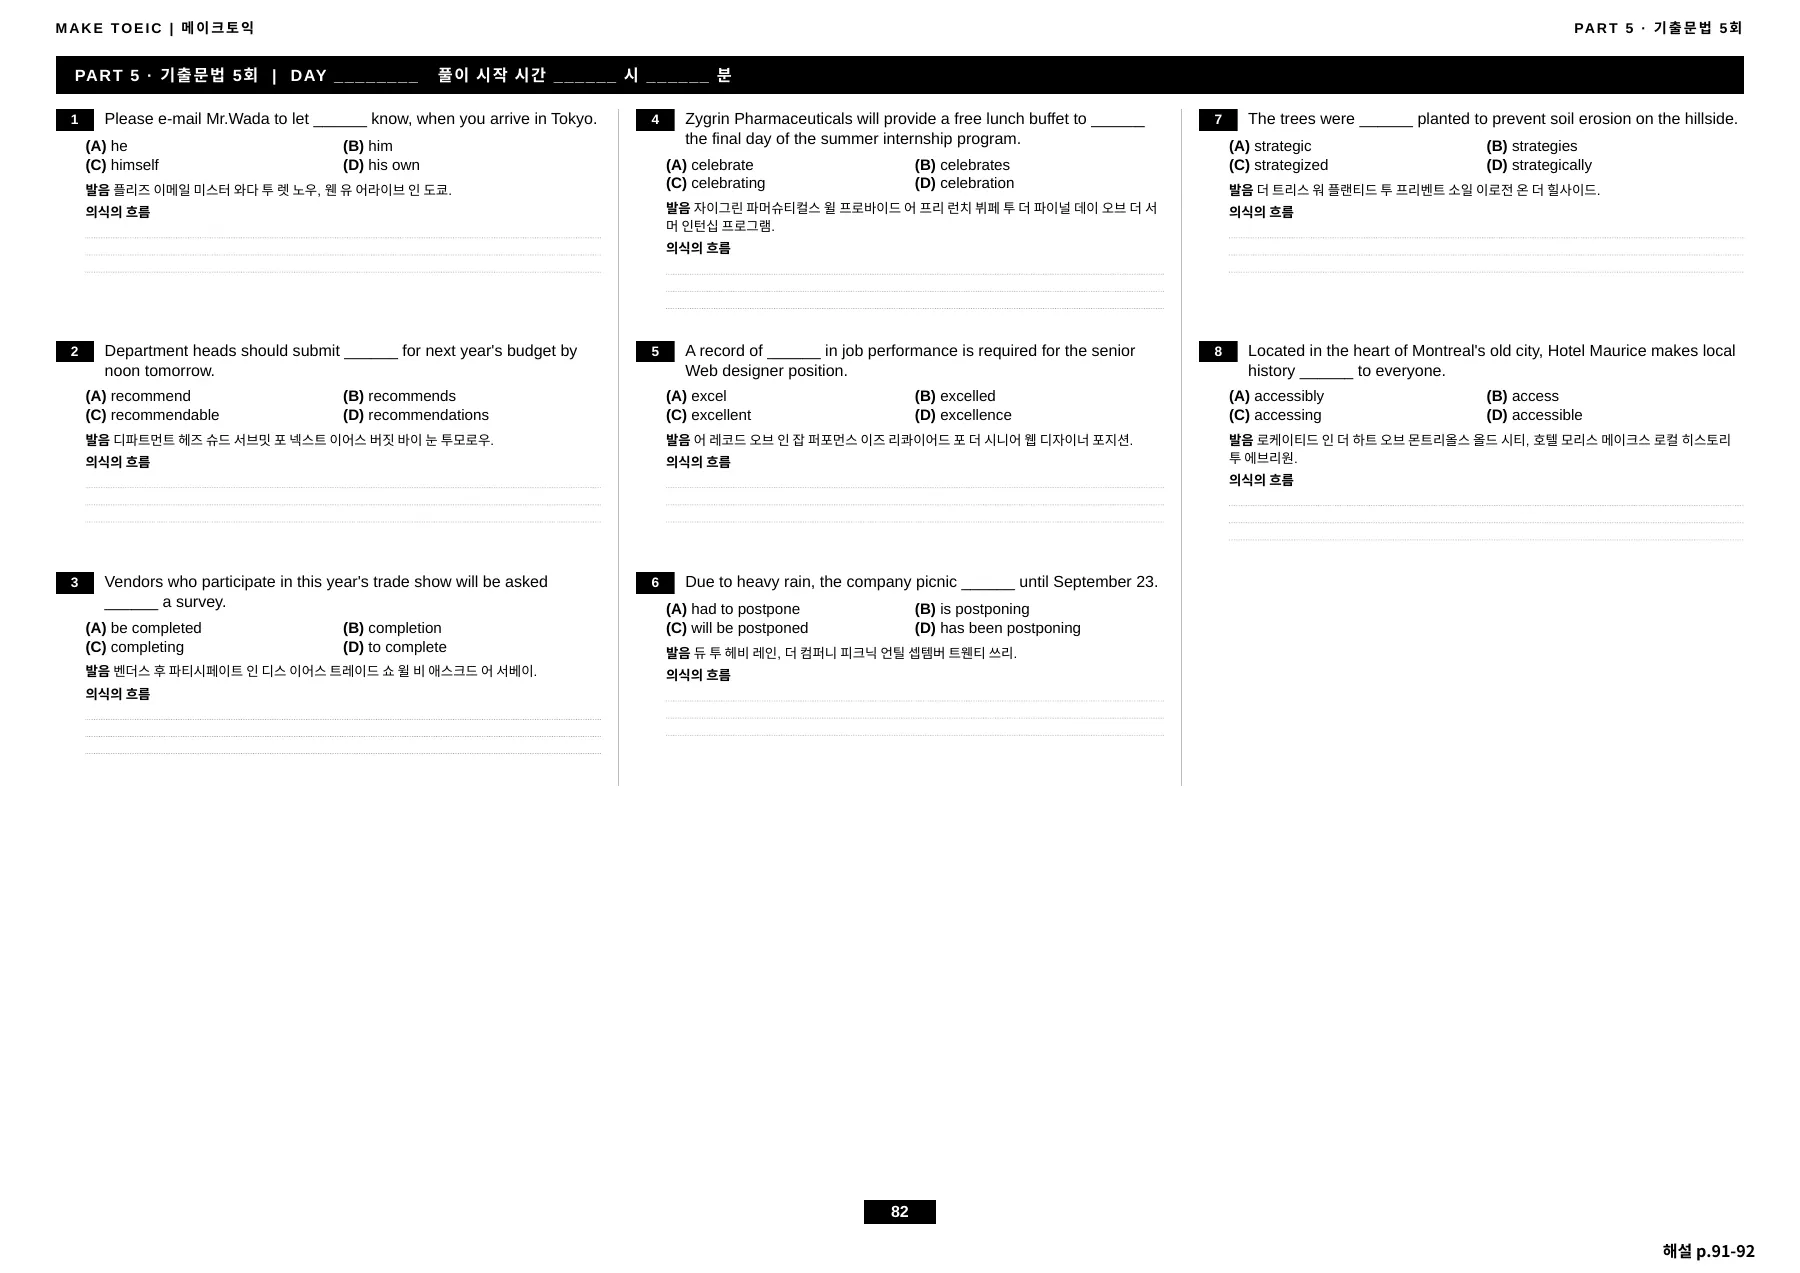 MAKE TOEIC | 메이크토익
PART 5 · 기출문법 5회
PART 5 · 기출문법 5회 | DAY ________ 풀이 시작 시간 ______ 시 ______ 분
1 Please e-mail Mr.Wada to let ______ know, when you arrive in Tokyo.
(A) he (B) him
(C) himself (D) his own
발음 플리즈 이메일 미스터 와다 투 렛 노우, 웬 유 어라이브 인 도쿄.
의식의 흐름
2 Department heads should submit ______ for next year's budget by
noon tomorrow.
(A) recommend (B) recommends
(C) recommendable (D) recommendations
발음 디파트먼트 헤즈 슈드 서브밋 포 넥스트 이어스 버짓 바이 눈 투모로우.
의식의 흐름
3 Vendors who participate in this year's trade show will be asked
______ a survey.
(A) be completed (B) completion
(C) completing (D) to complete
발음 벤더스 후 파티시페이트 인 디스 이어스 트레이드 쇼 윌 비 애스크드 어 서베이.
의식의 흐름
4 Zygrin Pharmaceuticals will provide a free lunch buffet to ______
the final day of the summer internship program.
(A) celebrate (B) celebrates
(C) celebrating (D) celebration
발음 자이그린 파머슈티컬스 윌 프로바이드 어 프리 런치 뷔페 투 더 파이널 데이 오브 더 서
머 인턴십 프로그램.
의식의 흐름
5 A record of ______ in job performance is required for the senior
Web designer position.
(A) excel (B) excelled
(C) excellent (D) excellence
발음 어 레코드 오브 인 잡 퍼포먼스 이즈 리콰이어드 포 더 시니어 웹 디자이너 포지션.
의식의 흐름
6 Due to heavy rain, the company picnic ______ until September 23.
(A) had to postpone (B) is postponing
(C) will be postponed (D) has been postponing
발음 듀 투 헤비 레인, 더 컴퍼니 피크닉 언틸 셉템버 트웬티 쓰리.
의식의 흐름
7 The trees were ______ planted to prevent soil erosion on the hillside.
(A) strategic (B) strategies
(C) strategized (D) strategically
발음 더 트리스 워 플랜티드 투 프리벤트 소일 이로전 온 더 힐사이드.
의식의 흐름
8 Located in the heart of Montreal's old city, Hotel Maurice makes local
history ______ to everyone.
(A) accessibly (B) access
(C) accessing (D) accessible
발음 로케이티드 인 더 하트 오브 몬트리올스 올드 시티, 호텔 모리스 메이크스 로컬 히스토리
투 에브리원.
의식의 흐름
82
해설 p.91-92